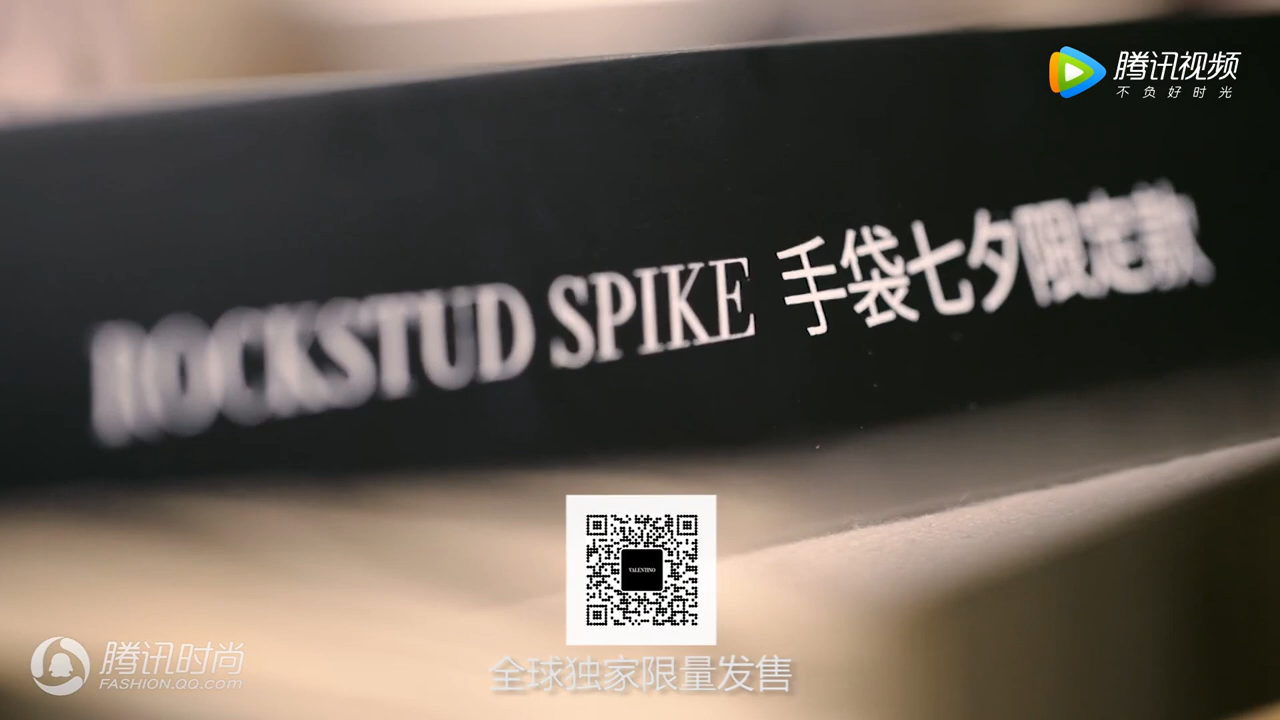 腾讯视频
不负好时光
ROCKSTUD SPIKE 手袋七夕限定款
VALENTINO
全球独家限量发售
腾讯时尚
FASHION.QQ.COM